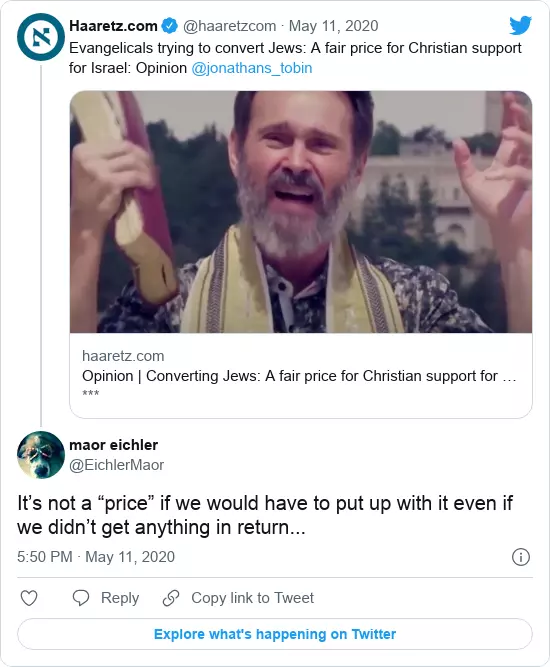 Haaretz.com @haaretzcom · May 11, 2020
Evangelicals trying to convert Jews: A fair price for Christian support
for Israel: Opinion @jonathans_tobin
haaretz.com
Opinion | Converting Jews: A fair price for Christian support for …
***
maor eichler
@EichlerMaor
It’s not a “price” if we would have to put up with it even if
we didn’t get anything in return...
5:50 PM · May 11, 2020
Reply
Copy link to Tweet
Explore what's happening on Twitter